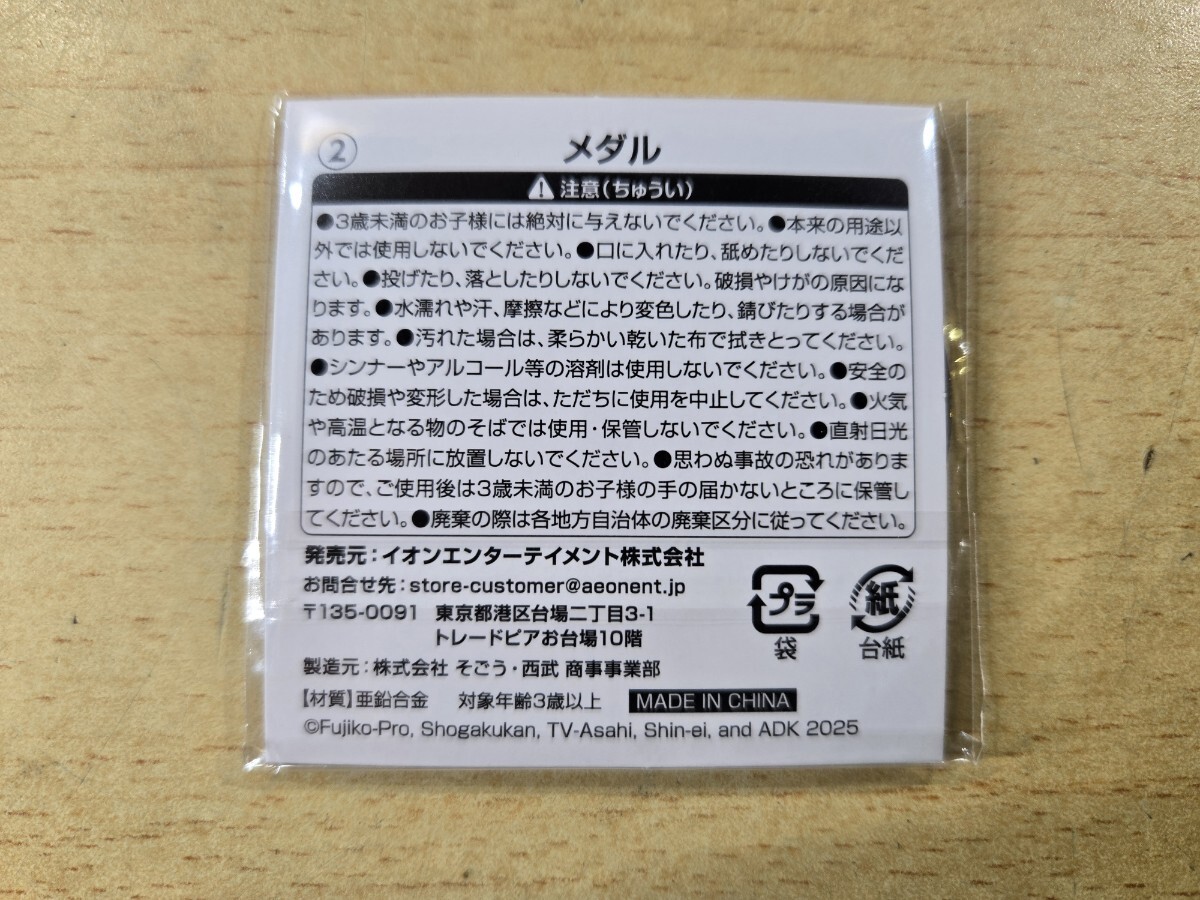 ② メダル
⚠ 注意(ちゅうい)
●3歳未満のお子様には絶対に与えないでください。●本来の用途以
外では使用しないでください。●口に入れたり、舐めたりしないでくだ
さい。●投げたり、落としたりしないでください。破損やけがの原因にな
ります。●水濡れや汗、摩擦などにより変色したり、錆びたりする場合が
あります。●汚れた場合は、柔らかい乾いた布で拭きとってください。
●シンナーやアルコール等の溶剤は使用しないでください。●安全の
ため破損や変形した場合は、ただちに使用を中止してください。●火気
や高温となる物のそばでは使用・保管しないでください。●直射日光
のあたる場所に放置しないでください。●思わぬ事故の恐れがありま
すので、ご使用後は3歳未満のお子様の手の届かないところに保管し
てください。●廃棄の際は各地方自治体の廃棄区分に従ってください。
発売元:イオンエンターテイメント株式会社
お問合せ先:store-customer@aeonent.jp
〒135-0091 東京都港区台場二丁目3-1
トレードピアお台場10階
プラ
袋
紙
台紙
製造元:株式会社 そごう・西武 商事事業部
【材質】亜鉛合金 対象年齢3歳以上 MADE IN CHINA
©Fujiko-Pro, Shogakukan, TV-Asahi, Shin-ei, and ADK 2025